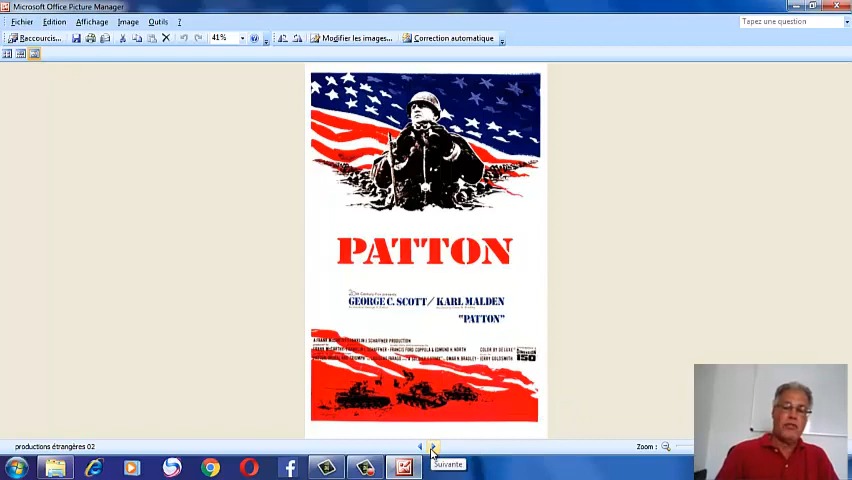 Microsoft Office Picture Manager
Fichier Edition Affichage Image Outils ?
Tapez une question
Raccourcis... 41% Modifier les images... Correction automatique
PATTON
GEORGE C. SCOTT/KARL MALDEN
"PATTON"
productions étrangères 02
Zoom :
Suivante